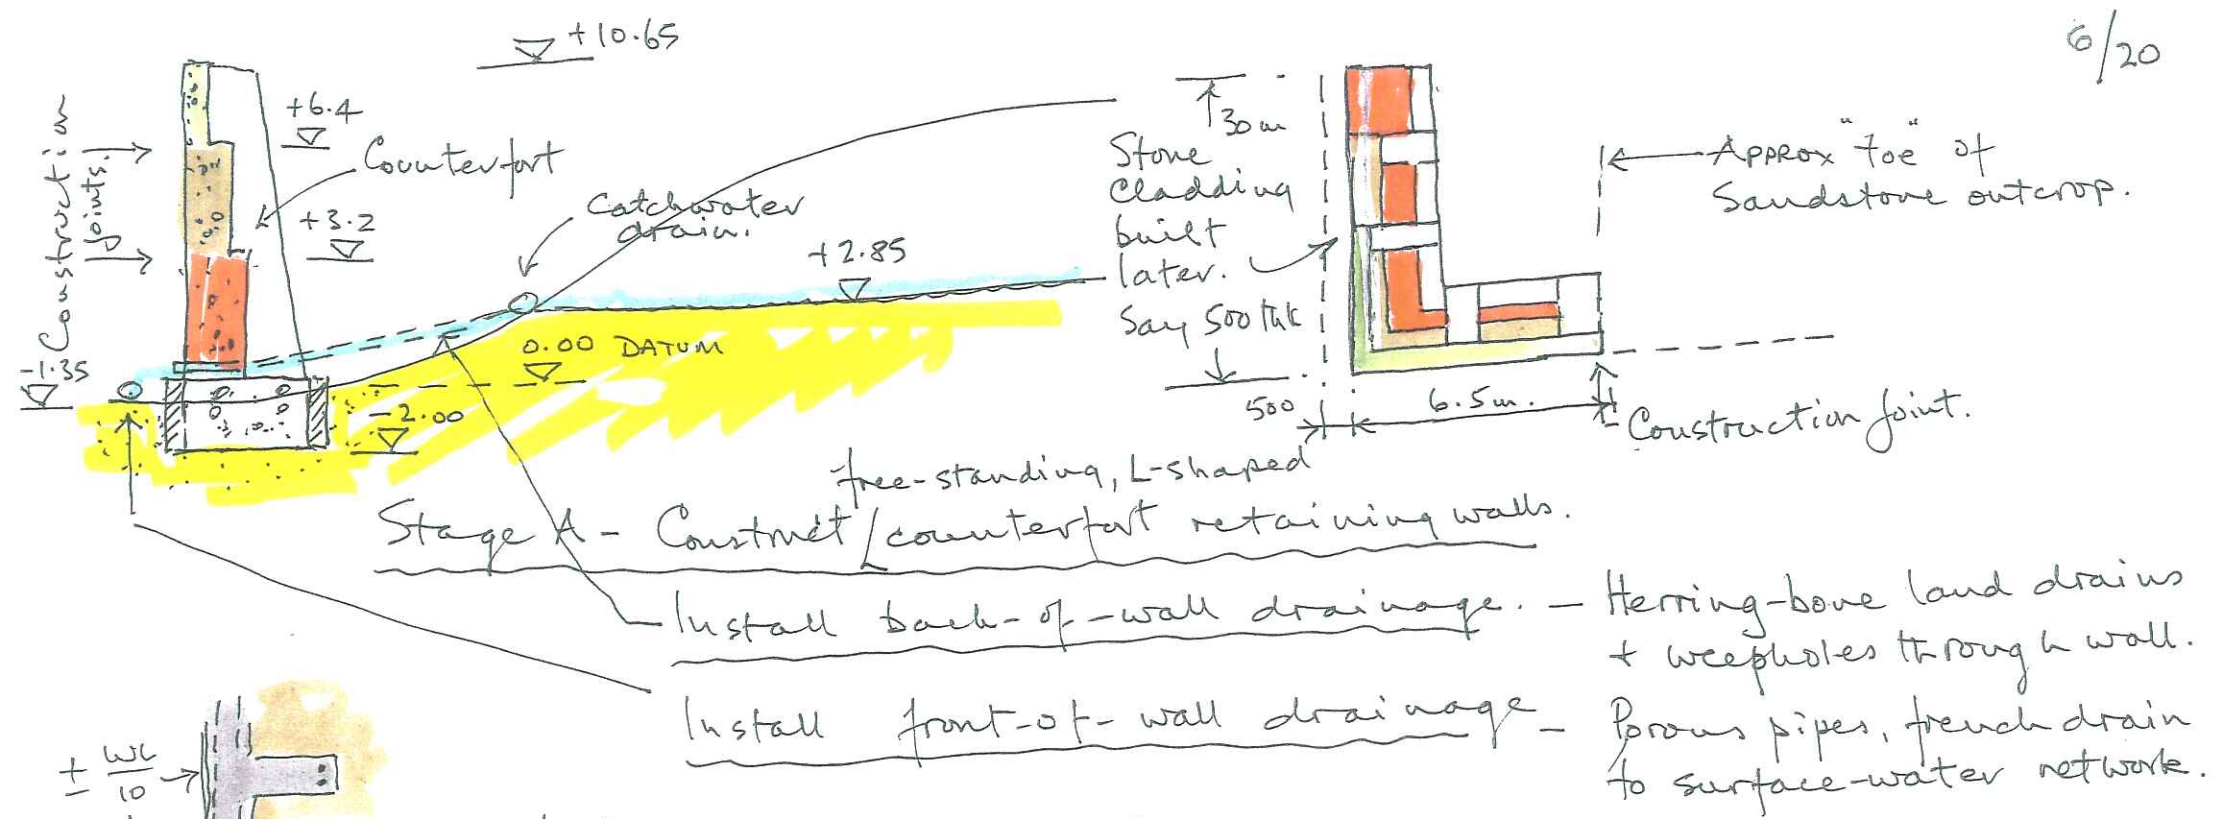 6/20
+10.65
Construction joints.
+6.4
Counterfort
+3.2
Catchwater
drain.
+2.85
0.00 DATUM
-1.35
-2.00
30m
Stone
cladding
built
later.
Say 500 thk
500
6.5m.
Approx "toe" of
Sandstone outcrop.
Construction joint.
free-standing, L-shaped
Stage A - Construct / counterfort retaining walls.
Install back-of-wall drainage. - Herring-bone land drains
+ weepholes through wall.
Install front-of-wall drainage - Porous pipes, french drain
to surface-water network.
± WL/10